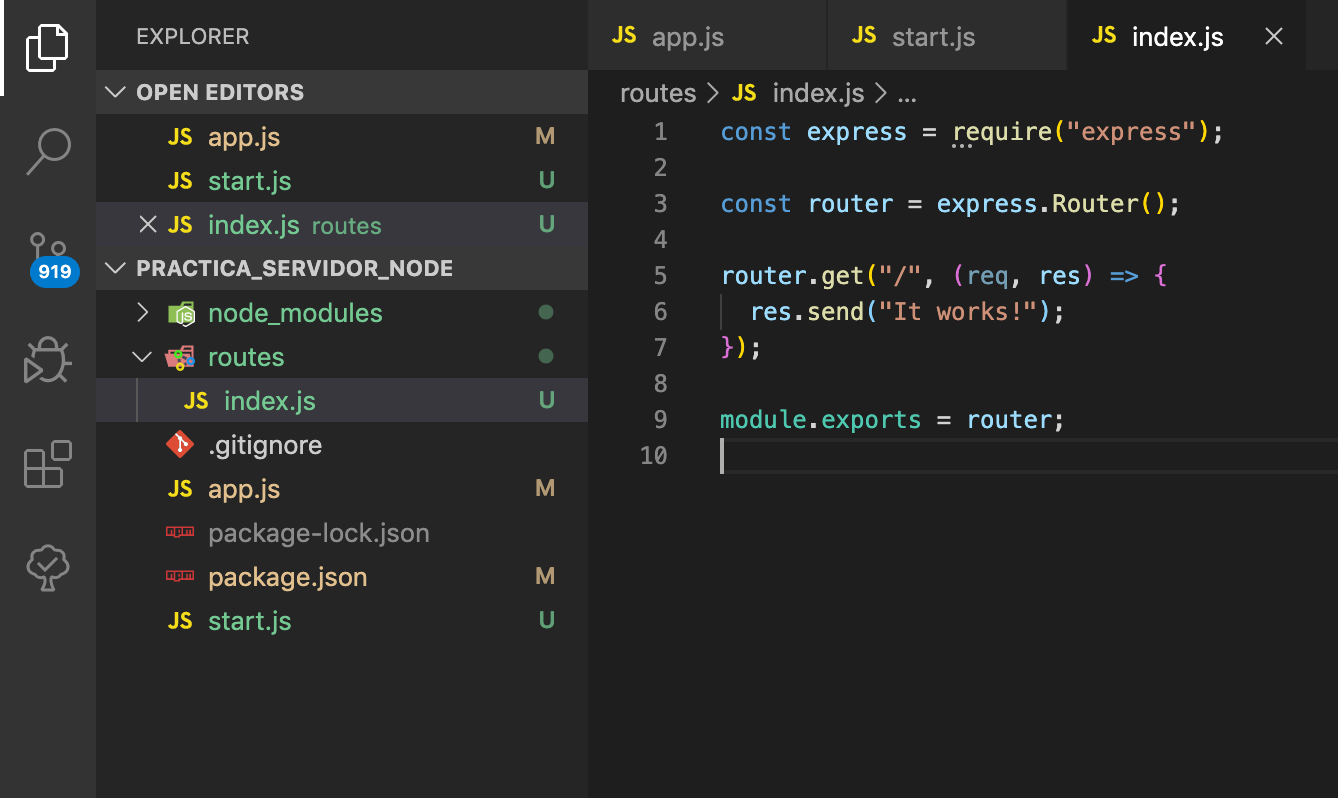 EXPLORER
OPEN EDITORS
JS app.js M
JS start.js U
JS index.js routes U
PRACTICA_SERVIDOR_NODE
node_modules
routes
JS index.js U
.gitignore
JS app.js M
package-lock.json
package.json M
JS start.js U
919
JS app.js JS start.js JS index.js
routes > JS index.js > ...
1 const express = require("express");
2
3 const router = express.Router();
4
5 router.get("/", (req, res) => {
6 res.send("It works!");
7 });
8
9 module.exports = router;
10